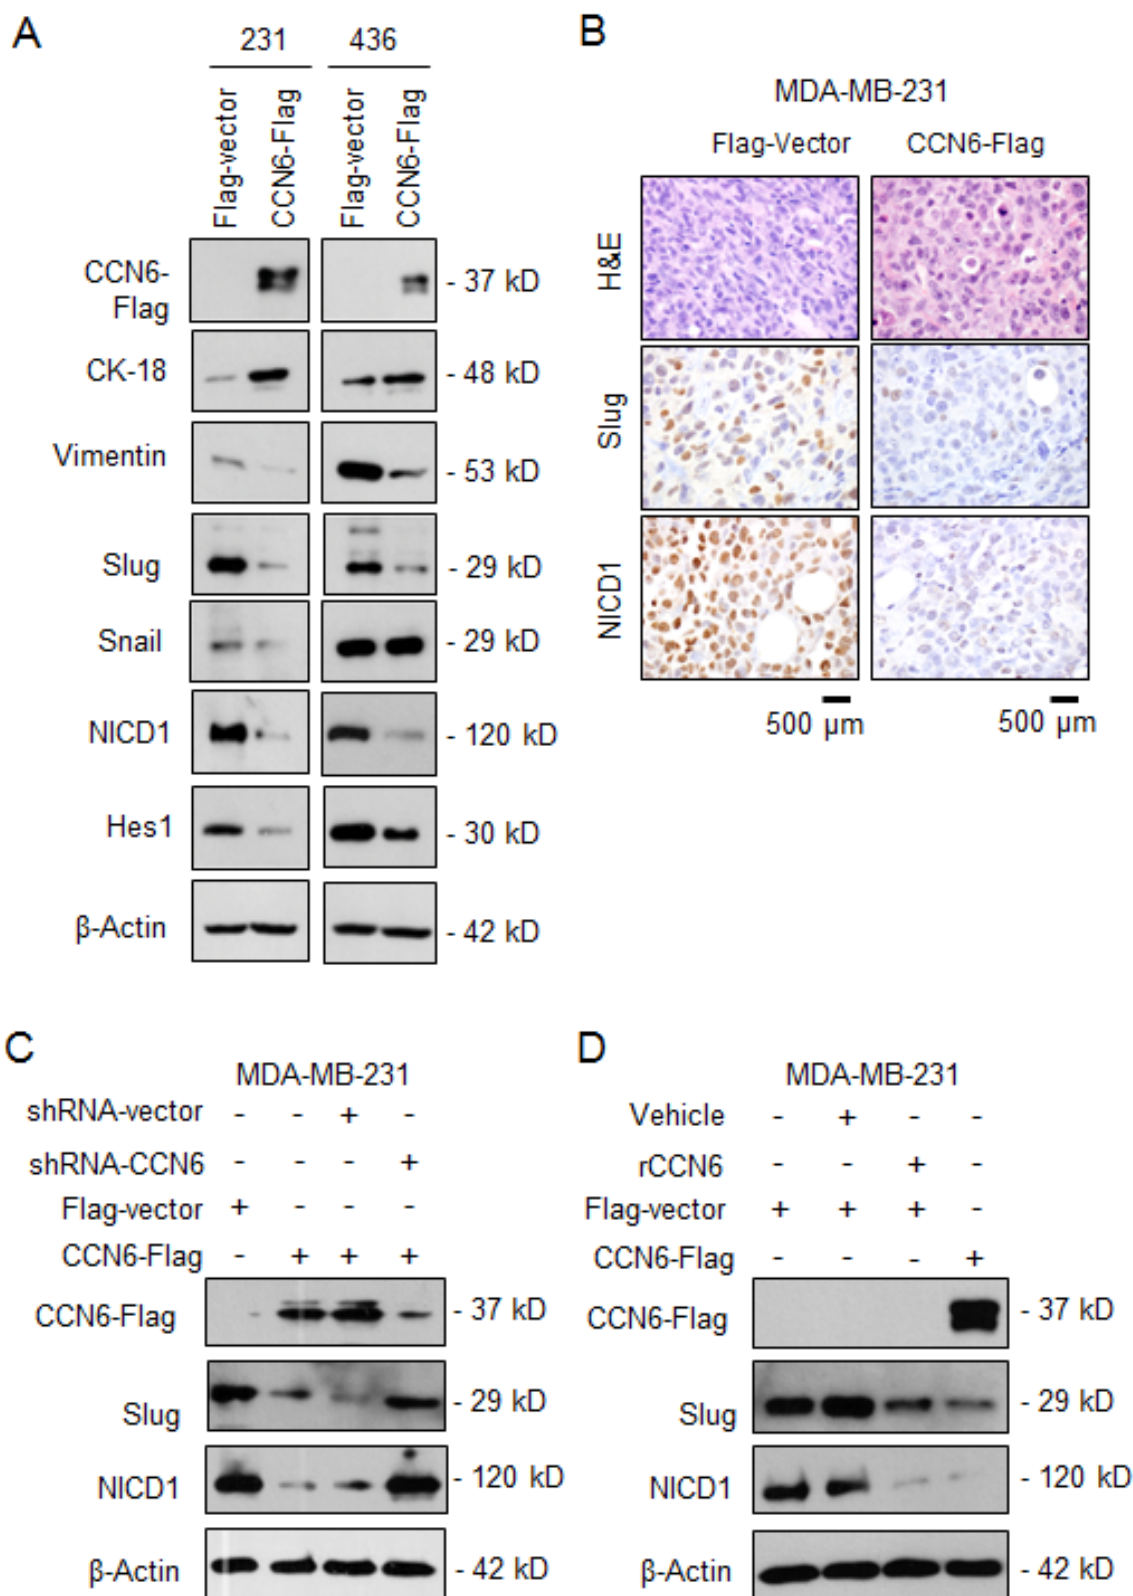 A
231 436
Flag-vector
CCN6-Flag
Flag-vector
CCN6-Flag
CCN6-
Flag
- 37 kD
CK-18
- 48 kD
Vimentin
- 53 kD
Slug
- 29 kD
Snail
- 29 kD
NICD1
- 120 kD
Hes1
- 30 kD
β-Actin
- 42 kD
B
MDA-MB-231
Flag-Vector CCN6-Flag
H&E
Slug
NICD1
500 µm 500 µm
C
MDA-MB-231
shRNA-vector - - + -
shRNA-CCN6 - - - +
Flag-vector + - - -
CCN6-Flag - + + +
CCN6-Flag - 37 kD
Slug - 29 kD
NICD1 - 120 kD
β-Actin - 42 kD
D
MDA-MB-231
Vehicle - + - -
rCCN6 - - + -
Flag-vector + + + -
CCN6-Flag - - - +
CCN6-Flag - 37 kD
Slug - 29 kD
NICD1 - 120 kD
β-Actin - 42 kD